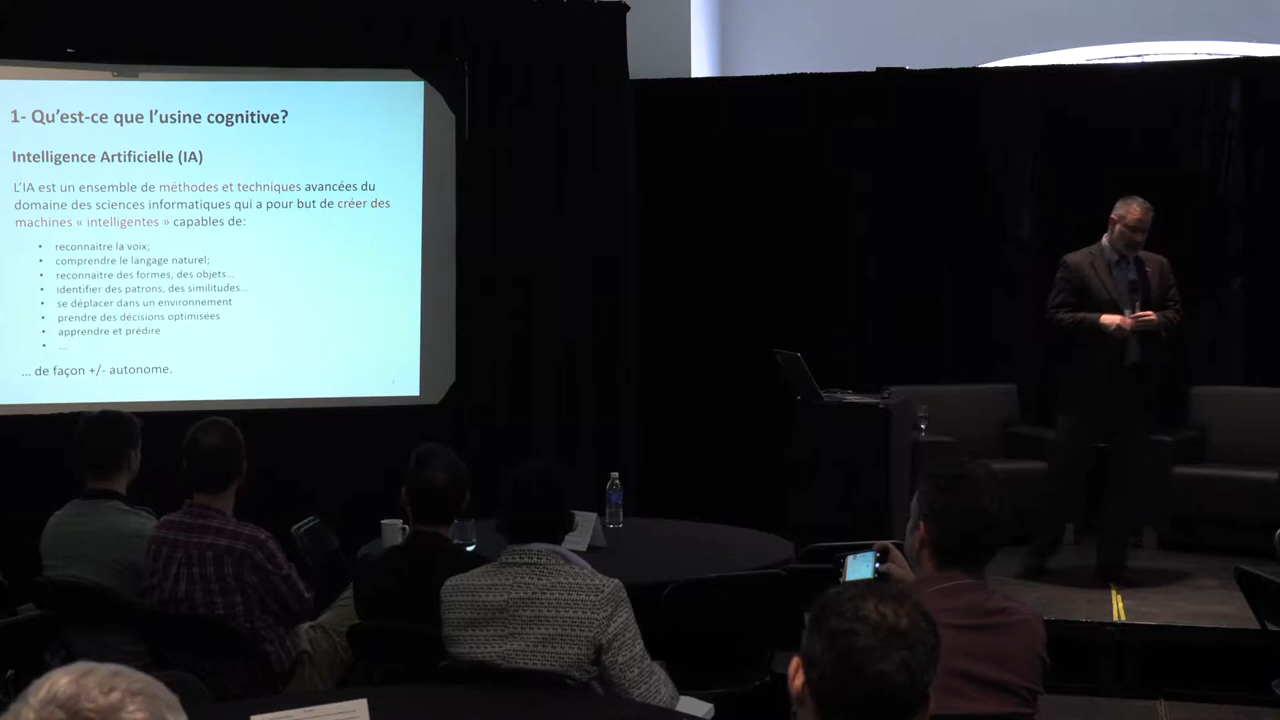 1- Qu'est-ce que l'usine cognitive?
Intelligence Artificielle (IA)
L'IA est un ensemble de méthodes et techniques avancées du
domaine des sciences informatiques qui a pour but de créer des
machines « intelligentes » capables de:
• reconnaitre la voix;
• comprendre le langage naturel;
• reconnaitre des formes, des objets...
• identifier des patrons, des similitudes...
• se déplacer dans un environnement
• prendre des décisions optimisées
• apprendre et prédire
• ...
... de façon +/- autonome.